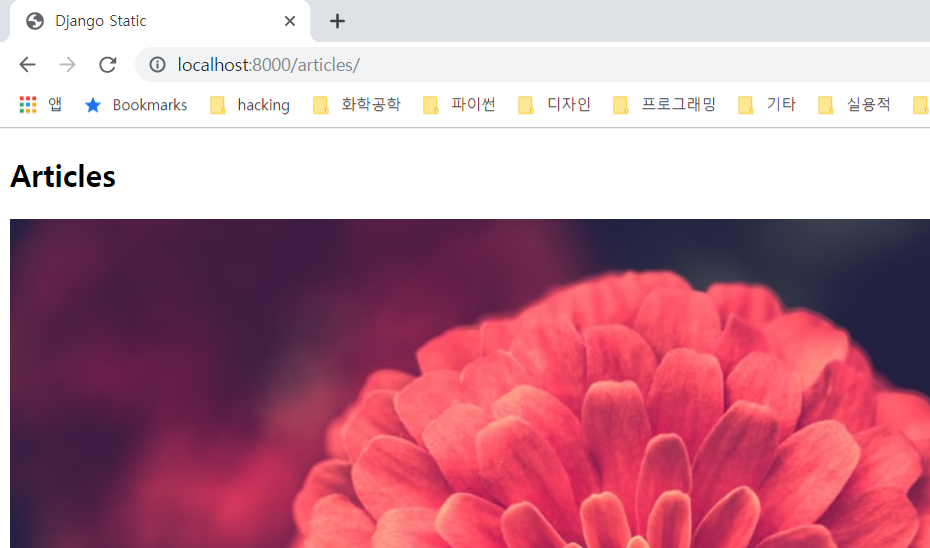 Django Static
localhost:8000/articles/
앱 Bookmarks hacking 화학공학 파이썬 디자인 프로그래밍 기타 실용적
Articles